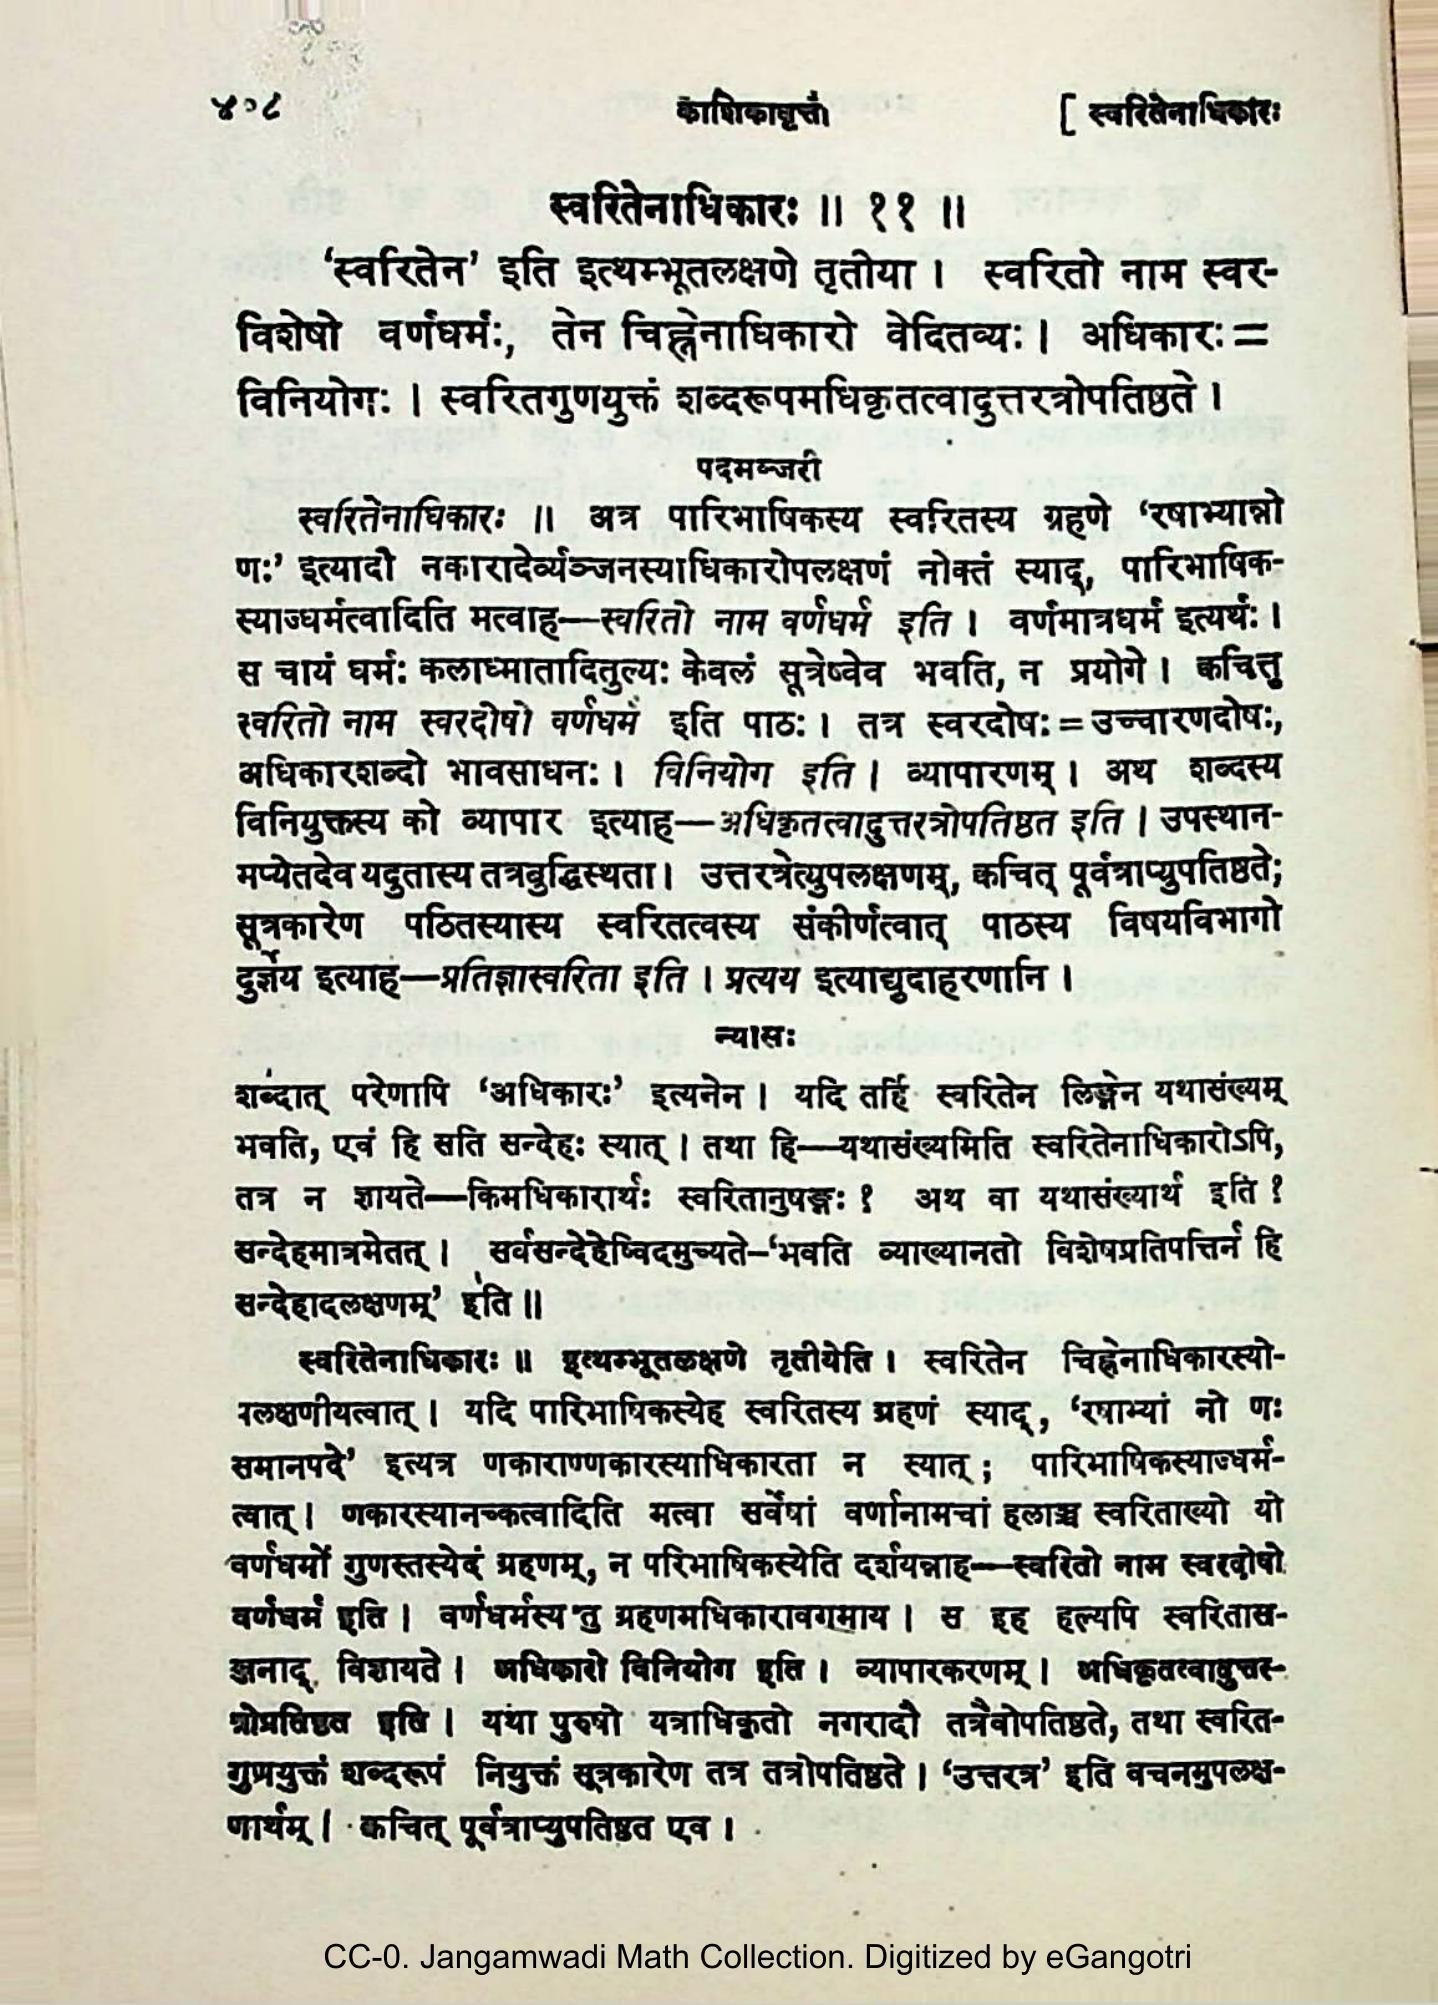 ४०८ काशिकावृत्तौ [ स्वरितेनाधिकारः
स्वरितेनाधिकारः ॥ ११ ॥
‘स्वरितेन’ इति इत्थम्भूतलक्षणे तृतीया । स्वरितो नाम स्वर-
विशेषो वर्णधर्मः, तेन चिह्नेनाधिकारो वेदितव्यः । अधिकारः =
विनियोगः । स्वरितगुणयुक्तं शब्दरूपमधिकृतत्वादुत्तरत्रोपतिष्ठते ।
पदमञ्जरी
स्वरितेनाधिकारः ॥ अत्र पारिभाषिकस्य स्वरितस्य ग्रहणे ‘रषाभ्यान्नो
णः’ इत्यादौ नकारादेर्व्यञ्जनस्याधिकारोपलक्षणं नोक्तं स्याद्, पारिभाषिक-
स्याज्धर्मत्वादिति मत्वाह—स्वरितो नाम वर्णधर्म इति । वर्णमात्रधर्म इत्यर्थः ।
स चायं धर्मः कलाध्मातादितुल्यः केवलं सूत्रेष्वेव भवति, न प्रयोगे । क्वचित्तु
स्वरितो नाम स्वरदोषो वर्णधर्म इति पाठः । तत्र स्वरदोषः = उच्चारणदोषः,
अधिकारशब्दो भावसाधनः । विनियोग इति । व्यापारणम् । अथ शब्दस्य
विनियुक्तस्य को व्यापार इत्याह—अधिकृतत्वादुत्तरत्रोपतिष्ठत इति । उपस्थान-
मप्येतदेव यदुतास्य तत्रबुद्धिस्थता । उत्तरत्रेत्युपलक्षणम्, क्वचित् पूर्वत्राप्युपतिष्ठते;
सूत्रकारेण पठितस्यास्य स्वरितत्वस्य संकीर्णत्वात् पाठस्य विषयविभागो
दुर्ज्ञेय इत्याह—प्रतिज्ञास्वरिता इति । प्रत्यय इत्याद्युदाहरणानि ।
न्यासः
शब्दात् परेणापि ‘अधिकारः’ इत्यनेन । यदि तर्हि स्वरितेन लिङ्गेन यथासंख्यम्
भवति, एवं हि सति सन्देहः स्यात् । तथा हि—यथासंख्यमिति स्वरितेनाधिकारोऽपि,
तत्र न ज्ञायते—किमधिकारार्थः स्वरितानुषङ्गः ? अथ वा यथासंख्यार्थ इति ?
सन्देहमात्रमेतत् । सर्वसन्देहेष्विदमुच्यते–‘भवति व्याख्यानतो विशेषप्रतिपत्तिर्न हि
सन्देहादलक्षणम्’ इति ॥
स्वरितेनाधिकारः ॥ इत्थम्भूतलक्षणे तृतीयेति । स्वरितेन चिह्नेनाधिकारस्यो-
पलक्षणीयत्वात् । यदि पारिभाषिकस्येह स्वरितस्य ग्रहणं स्याद्, ‘रषाभ्यां नो णः
समानपदे’ इत्यत्र णकाराण्णकारस्याधिकारता न स्यात् ; पारिभाषिकस्याज्धर्म-
त्वात् । णकारस्यानच्कत्वादिति मत्वा सर्वेषां वर्णानामचां हलाञ्च स्वरिताख्यो यो
वर्णधर्मो गुणस्तस्येदं ग्रहणम्, न परिभाषिकस्येति दर्शयन्नाह—स्वरितो नाम स्वरदोषो
वर्णधर्म इति । वर्णधर्मस्य तु ग्रहणमधिकारावगमाय । स इह हल्यपि स्वरितास-
ञ्जनाद् विज्ञायते । अधिकारो विनियोग इति । व्यापारकरणम् । अधिकृतत्वादुत्तर-
त्रोपतिष्ठत इति । यथा पुरुषो यत्राधिकृतो नगरादौ तत्रैवोपतिष्ठते, तथा स्वरित-
गुणयुक्तं शब्दरूपं नियुक्तं सूत्रकारेण तत्र तत्रोपतिष्ठते । ‘उत्तरत्र’ इति वचनमुपलक्ष-
णार्थम् । क्वचित् पूर्वत्राप्युपतिष्ठत एव ।
CC-0. Jangamwadi Math Collection. Digitized by eGangotri